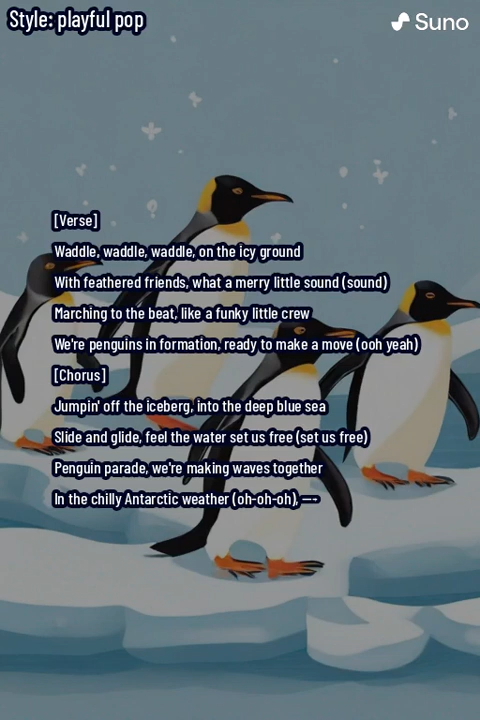 Style: playful pop
Suno
[Verse]
Waddle, waddle, waddle, on the icy ground
With feathered friends, what a merry little sound (sound)
Marching to the beat, like a funky little crew
We're penguins in formation, ready to make a move (ooh yeah)
[Chorus]
Jumpin' off the iceberg, into the deep blue sea
Slide and glide, feel the water set us free (set us free)
Penguin parade, we're making waves together
In the chilly Antarctic weather (oh-oh-oh), ---